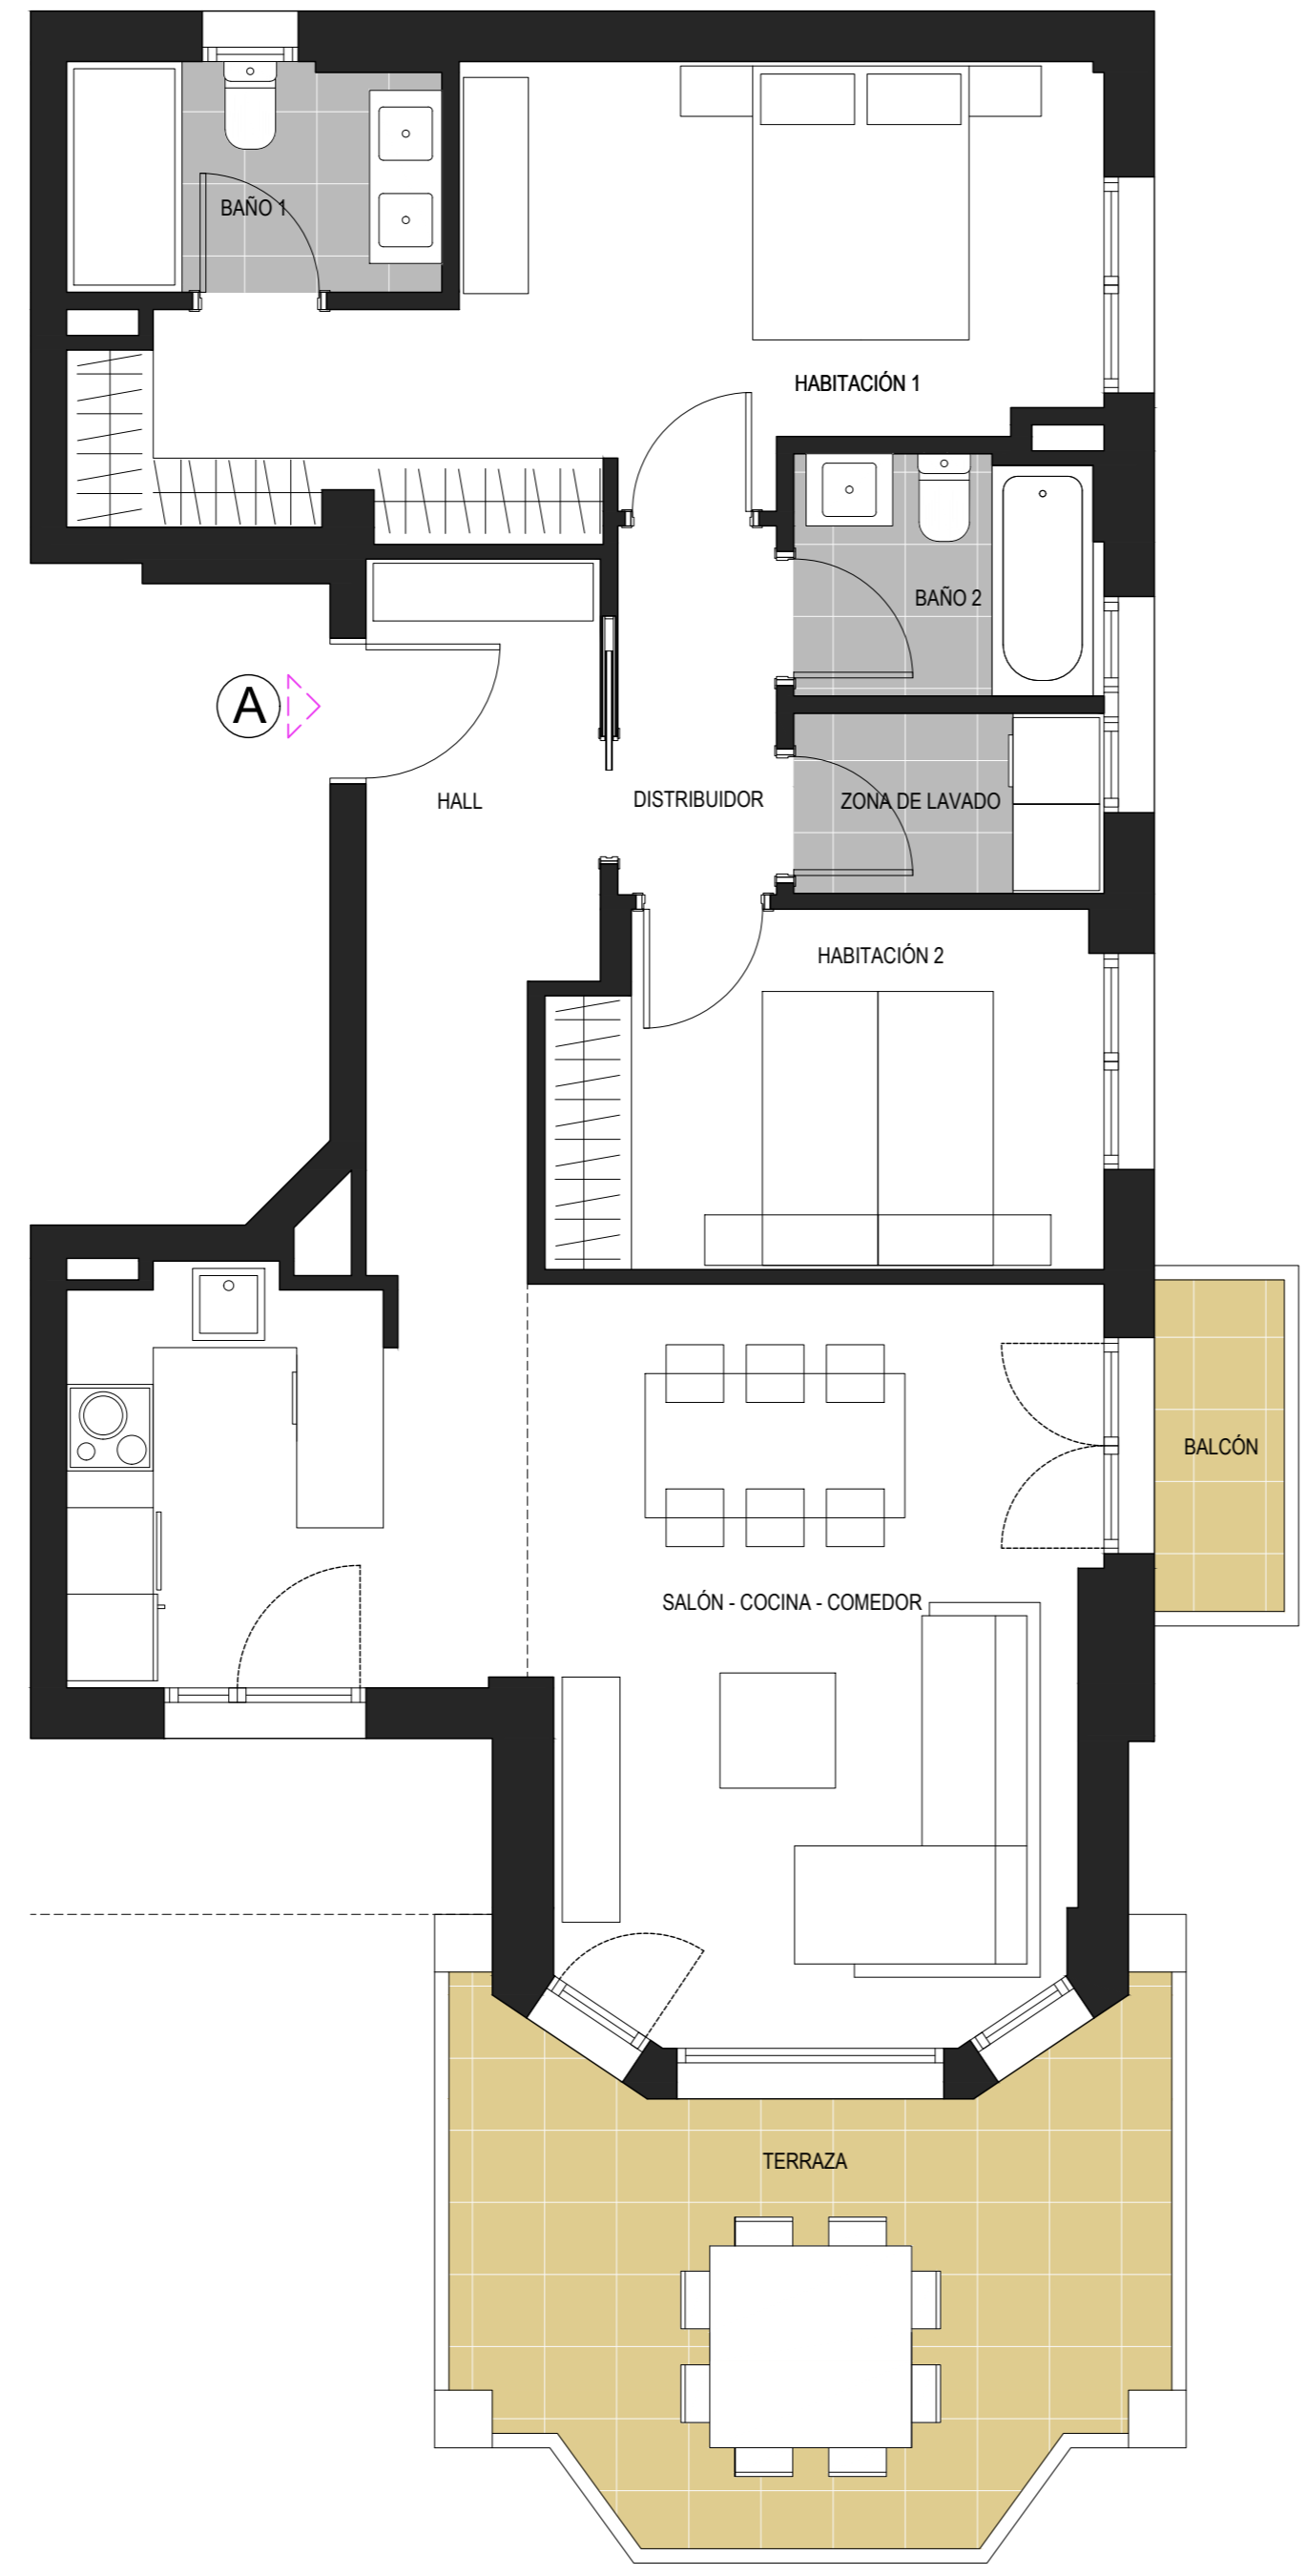 BAÑO 1
HABITACIÓN 1
BAÑO 2
A
HALL
DISTRIBUIDOR
ZONA DE LAVADO
HABITACIÓN 2
BALCÓN
SALÓN - COCINA - COMEDOR
TERRAZA